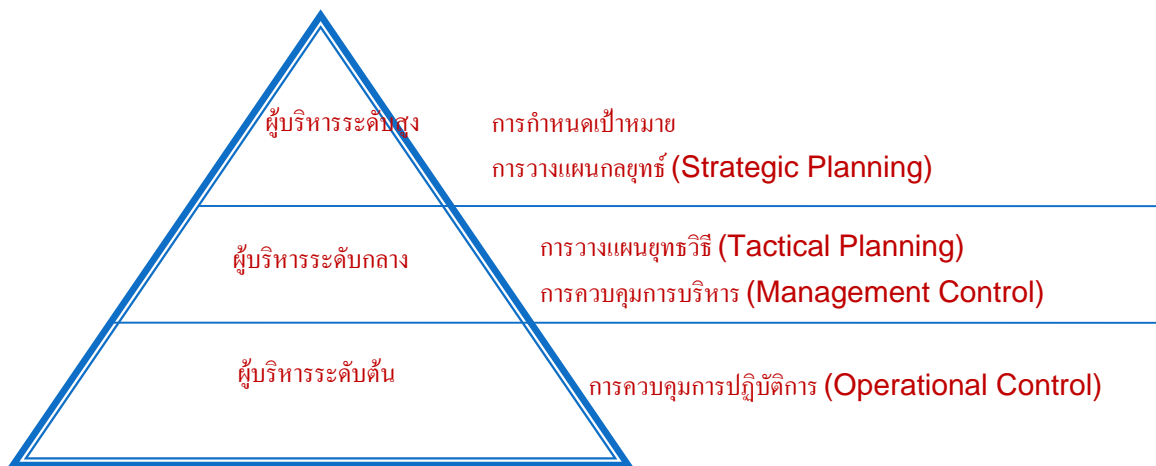 ผู้บริหารระดับสูง
การกำหนดเป้าหมาย
การวางแผนกลยุทธ์ (Strategic Planning)
ผู้บริหารระดับกลาง
การวางแผนยุทธวิธี (Tactical Planning)
การควบคุมการบริหาร (Management Control)
ผู้บริหารระดับต้น
การควบคุมการปฏิบัติการ (Operational Control)